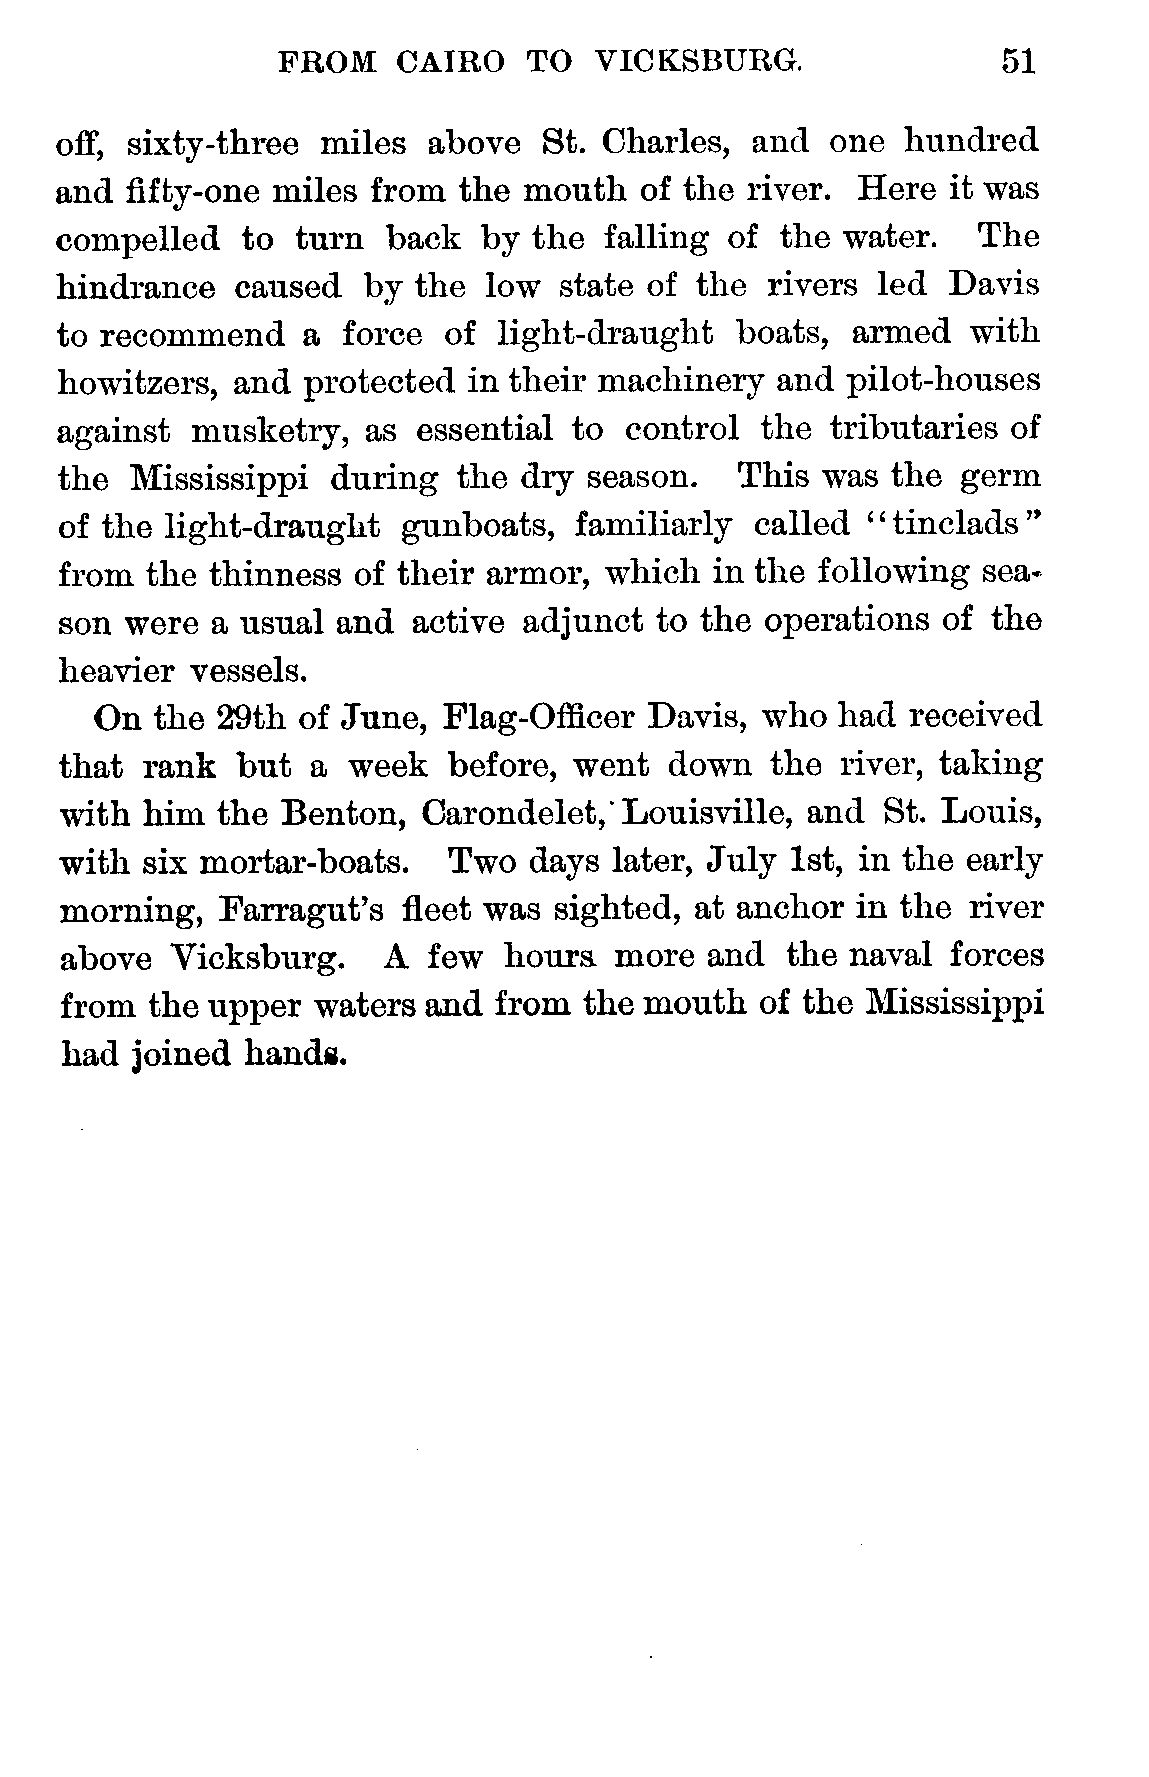 FROM CAIRO TO VICKSBURG. 51
off, sixty-three miles above St. Charles, and one hundred
and fifty-one miles from the mouth of the river. Here it was
compelled to turn back by the falling of the water. The
hindrance caused by the low state of the rivers led Davis
to recommend a force of light-draught boats, armed with
howitzers, and protected in their machinery and pilot-houses
against musketry, as essential to control the tributaries of
the Mississippi during the dry season. This was the germ
of the light-draught gunboats, familiarly called “tinclads”
from the thinness of their armor, which in the following sea-
son were a usual and active adjunct to the operations of the
heavier vessels.
On the 29th of June, Flag-Officer Davis, who had received
that rank but a week before, went down the river, taking
with him the Benton, Carondelet, Louisville, and St. Louis,
with six mortar-boats. Two days later, July 1st, in the early
morning, Farragut’s fleet was sighted, at anchor in the river
above Vicksburg. A few hours more and the naval forces
from the upper waters and from the mouth of the Mississippi
had joined hands.